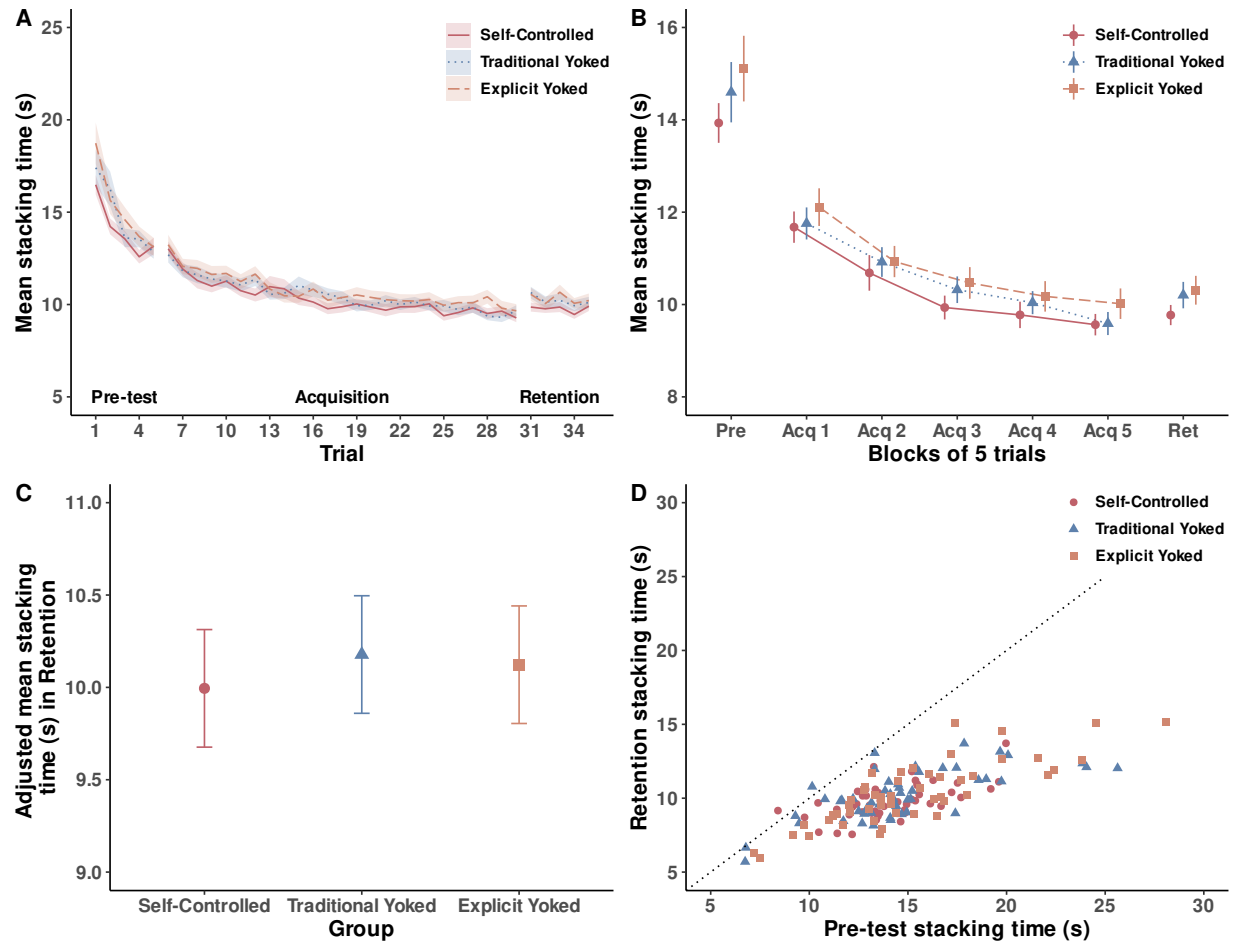 A
25
20
15
10
5
Mean stacking time (s)
Self-Controlled
Traditional Yoked
Explicit Yoked
Pre-test Acquisition Retention
1 4 7 10 13 16 19 22 25 28 31 34
Trial
B
16
14
12
10
8
Mean stacking time (s)
Self-Controlled
Traditional Yoked
Explicit Yoked
Pre Acq 1 Acq 2 Acq 3 Acq 4 Acq 5 Ret
Blocks of 5 trials
C
11.0
10.5
10.0
9.5
9.0
Adjusted mean stacking
time (s) in Retention
Self-Controlled Traditional Yoked Explicit Yoked
Group
D
30
25
20
15
10
5
Retention stacking time (s)
Self-Controlled
Traditional Yoked
Explicit Yoked
5 10 15 20 25 30
Pre-test stacking time (s)